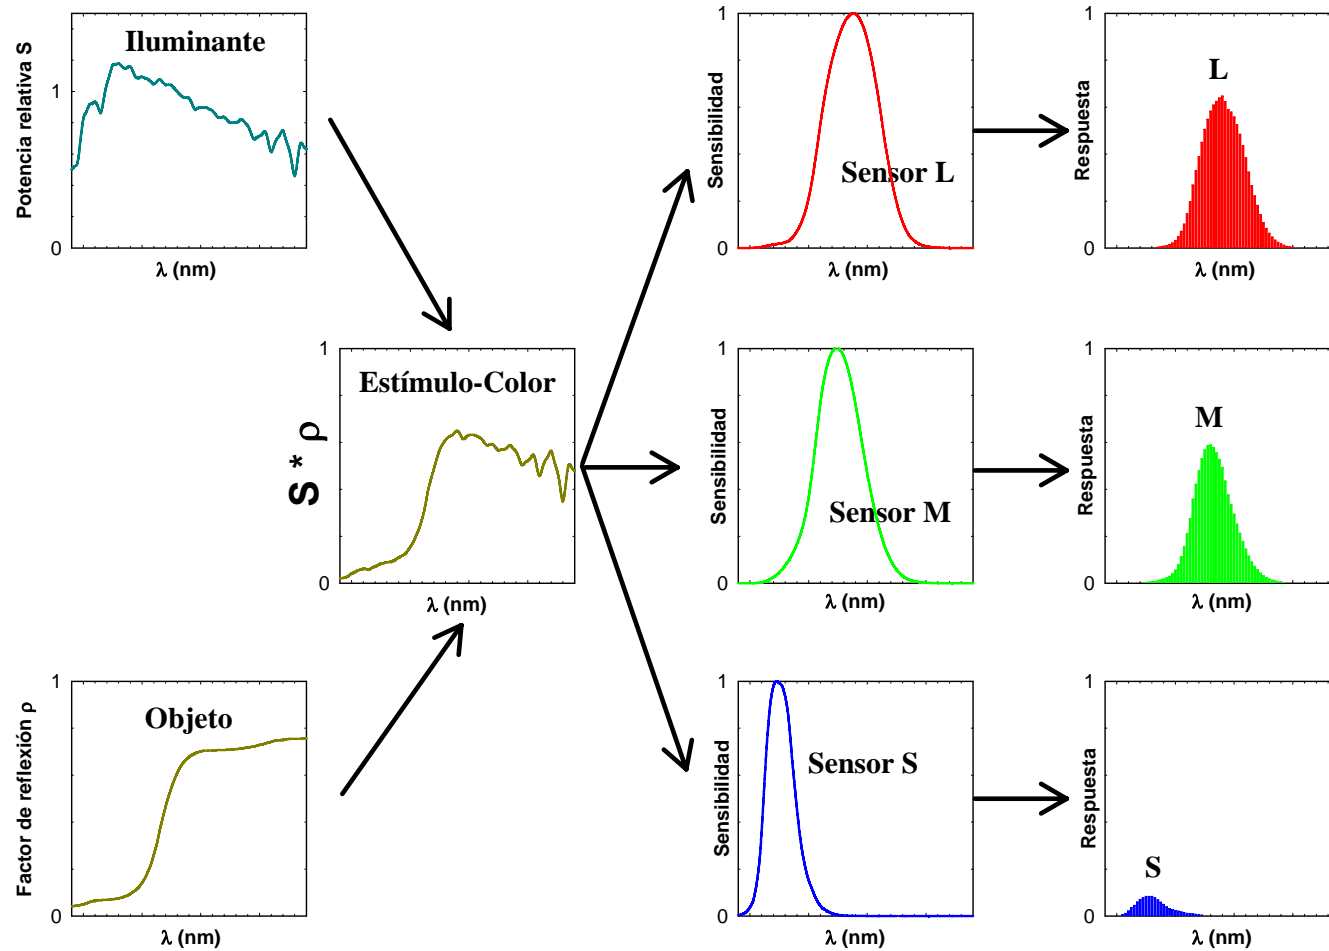 Iluminante
Potencia relativa S
1
0
λ (nm)
Estímulo-Color
S * ρ
1
0
λ (nm)
Objeto
Factor de reflexión ρ
1
0
λ (nm)
Sensor L
Sensibilidad
1
0
λ (nm)
L
Respuesta
1
0
λ (nm)
Sensor M
Sensibilidad
1
0
λ (nm)
M
Respuesta
1
0
λ (nm)
Sensor S
Sensibilidad
1
0
λ (nm)
S
Respuesta
1
0
λ (nm)